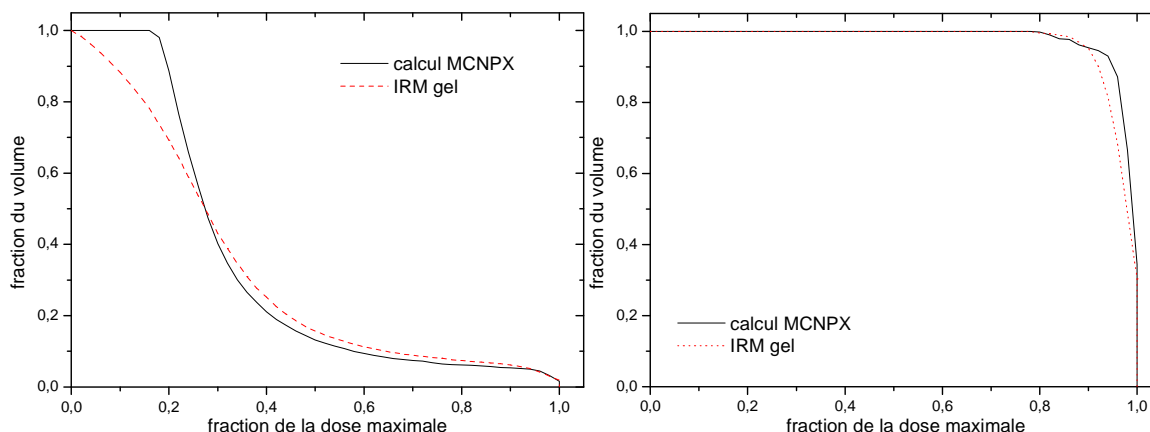 1,0
0,8
0,6
0,4
0,2
0,0
fraction du volume
calcul MCNPX
IRM gel
0,0 0,2 0,4 0,6 0,8 1,0
fraction de la dose maximale
1,0
0,8
0,6
0,4
0,2
0,0
fraction du volume
calcul MCNPX
IRM gel
0,0 0,2 0,4 0,6 0,8 1,0
fraction de la dose maximale